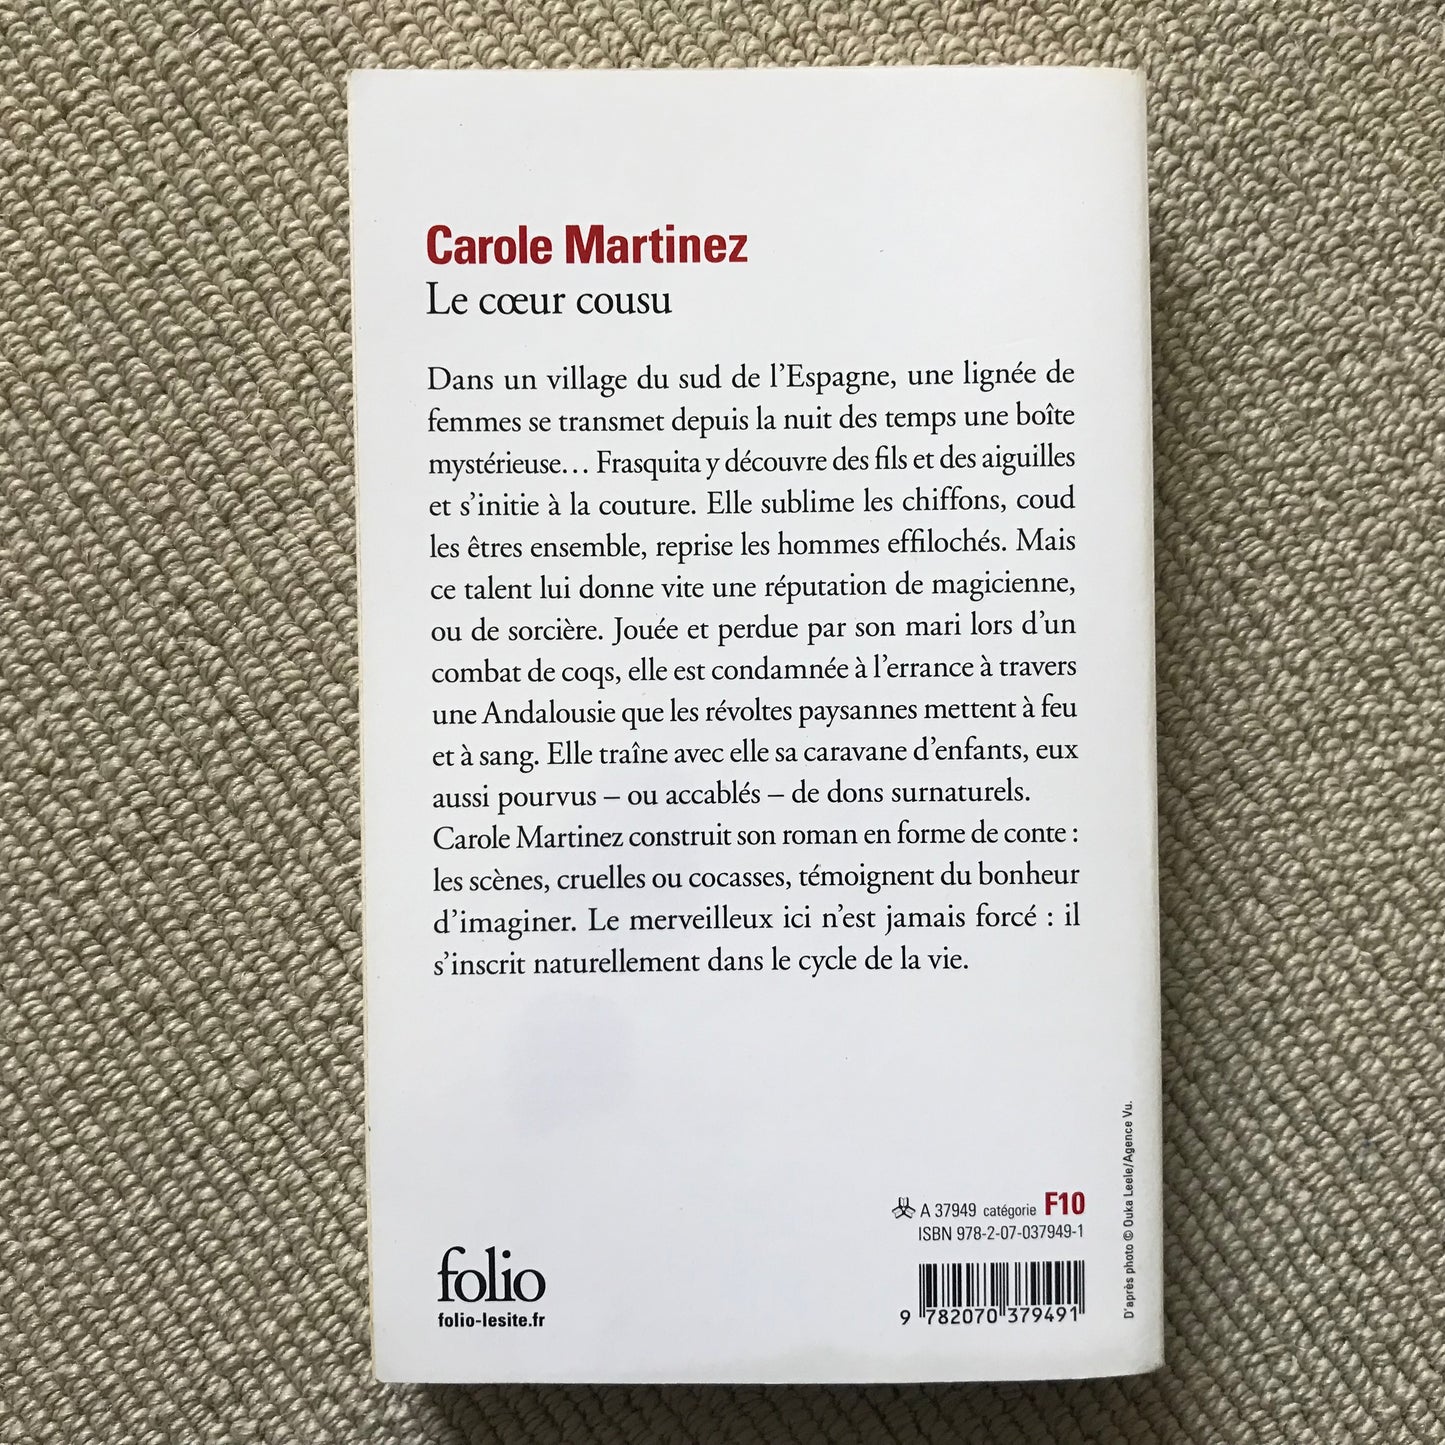 Carole Martinez
Le cœur cousu
Dans un village du sud de l'Espagne, une lignée de
femmes se transmet depuis la nuit des temps une boîte
mystérieuse… Frasquita y découvre des fils et des aiguilles
et s'initie à la couture. Elle sublime les chiffons, coud
les êtres ensemble, reprise les hommes effilochés. Mais
ce talent lui donne vite une réputation de magicienne,
ou de sorcière. Jouée et perdue par son mari lors d'un
combat de coqs, elle est condamnée à l'errance à travers
une Andalousie que les révoltes paysannes mettent à feu
et à sang. Elle traîne avec elle sa caravane d'enfants, eux
aussi pourvus – ou accablés – de dons surnaturels.
Carole Martinez construit son roman en forme de conte :
les scènes, cruelles ou cocasses, témoignent du bonheur
d'imaginer. Le merveilleux ici n'est jamais forcé : il
s'inscrit naturellement dans le cycle de la vie.
A 37949 catégorie F10
ISBN 978-2-07-037949-1
9 782070 379491
folio
folio-lesite.fr
D'après photo © Ouka Leele/Agence Vu.